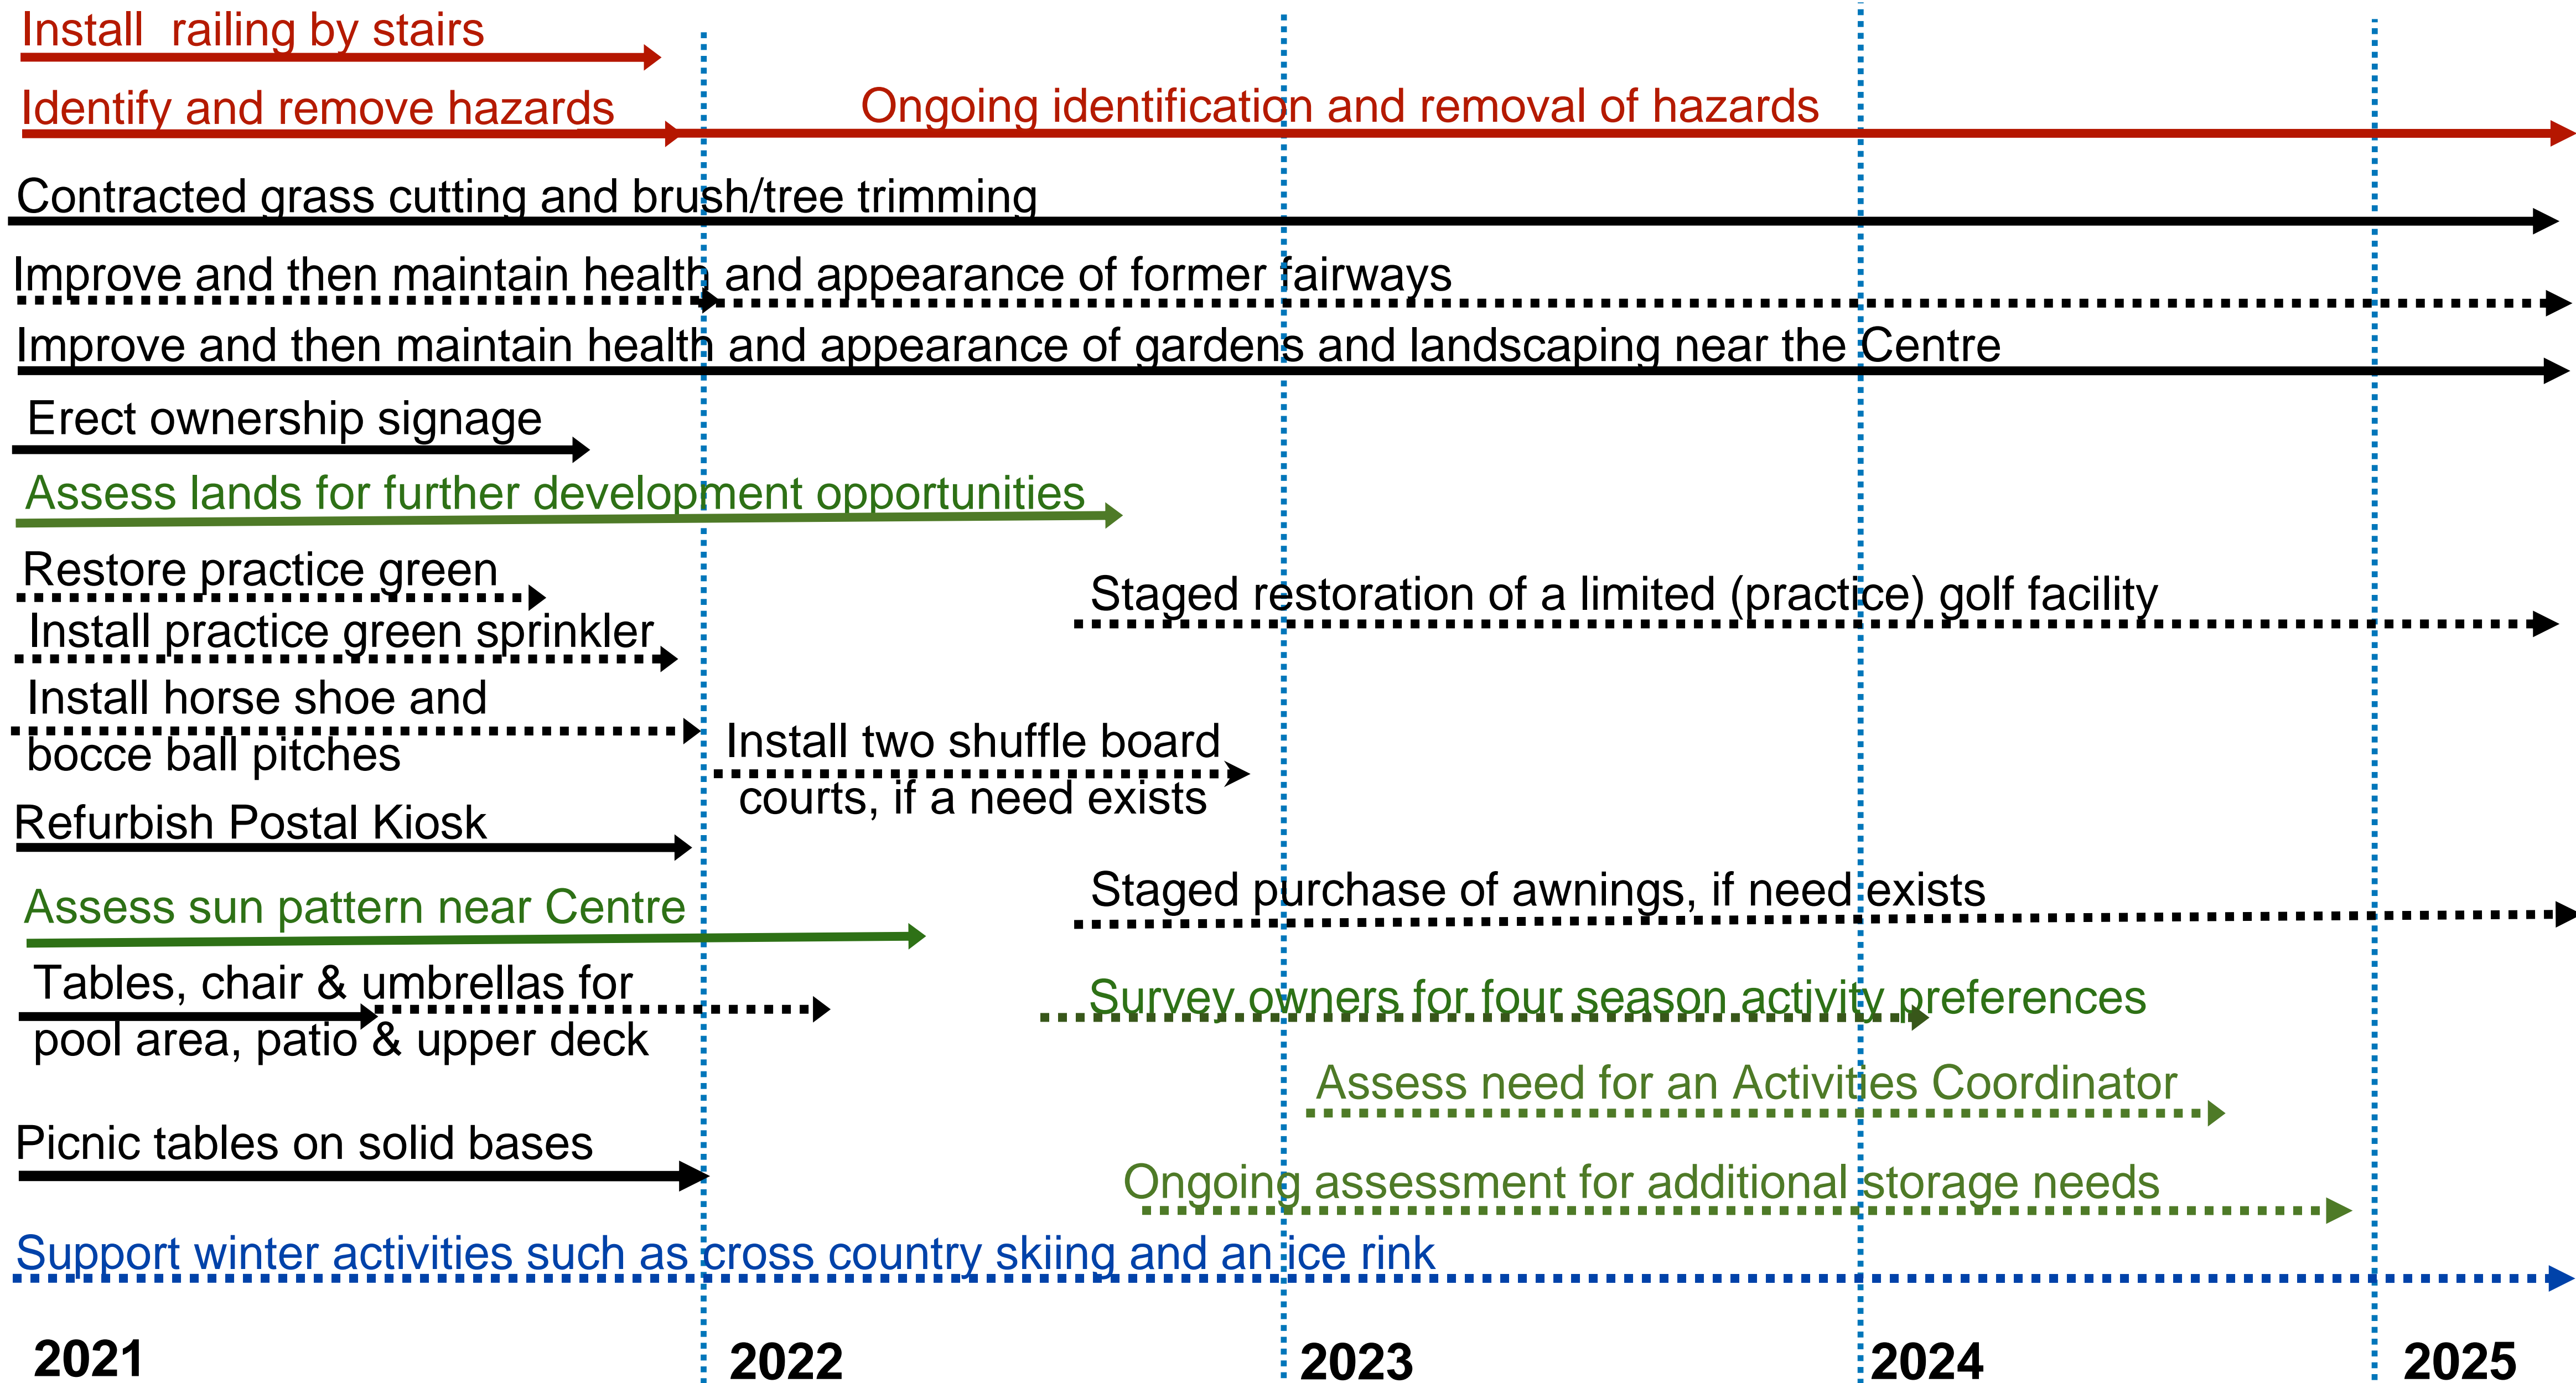 Install railing by stairs
Identify and remove hazards
Ongoing identification and removal of hazards
Contracted grass cutting and brush/tree trimming
Improve and then maintain health and appearance of former fairways
Improve and then maintain health and appearance of gardens and landscaping near the Centre
Erect ownership signage
Assess lands for further development opportunities
Restore practice green
Staged restoration of a limited (practice) golf facility
Install practice green sprinkler
Install horse shoe and
bocce ball pitches
Install two shuffle board
courts, if a need exists
Refurbish Postal Kiosk
Staged purchase of awnings, if need exists
Assess sun pattern near Centre
Tables, chair & umbrellas for
pool area, patio & upper deck
Survey owners for four season activity preferences
Assess need for an Activities Coordinator
Picnic tables on solid bases
Ongoing assessment for additional storage needs
Support winter activities such as cross country skiing and an ice rink
2021
2022
2023
2024
2025